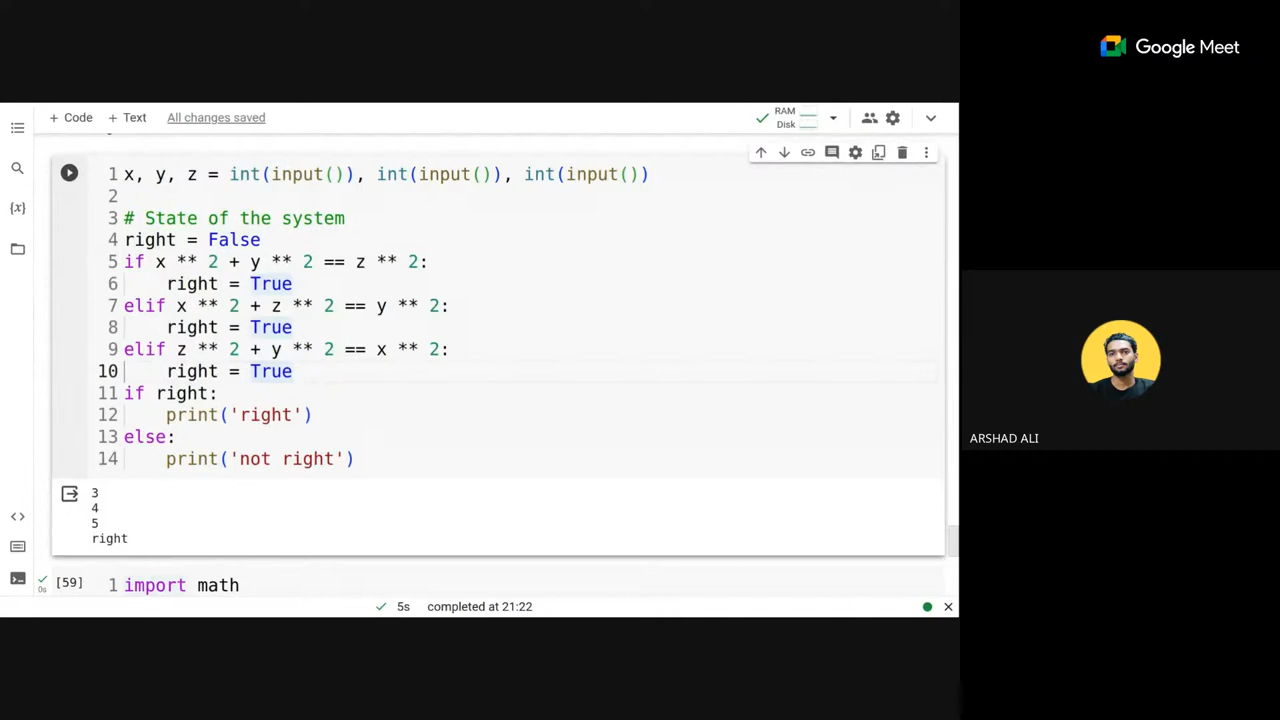 Google Meet
+ Code + Text All changes saved RAM
Disk
1 x, y, z = int(input()), int(input()), int(input())
2
3 # State of the system
4 right = False
5 if x ** 2 + y ** 2 == z ** 2:
6 right = True
7 elif x ** 2 + z ** 2 == y ** 2:
8 right = True
9 elif z ** 2 + y ** 2 == x ** 2:
10 right = True
11 if right:
12 print('right')
13 else:
14 print('not right')
3
4
5
right
[59] 1 import math
0s
5s completed at 21:22
ARSHAD ALI